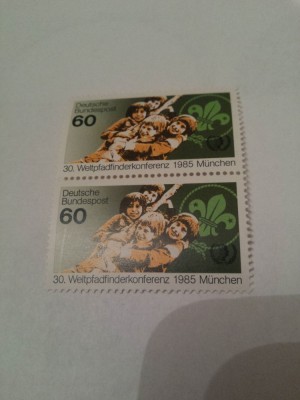 Deutsche
Bundespost
60
30. Weltpfadfinderkonferenz 1985 München
Deutsche
Bundespost
60
30. Weltpfadfinderkonferenz 1985 München